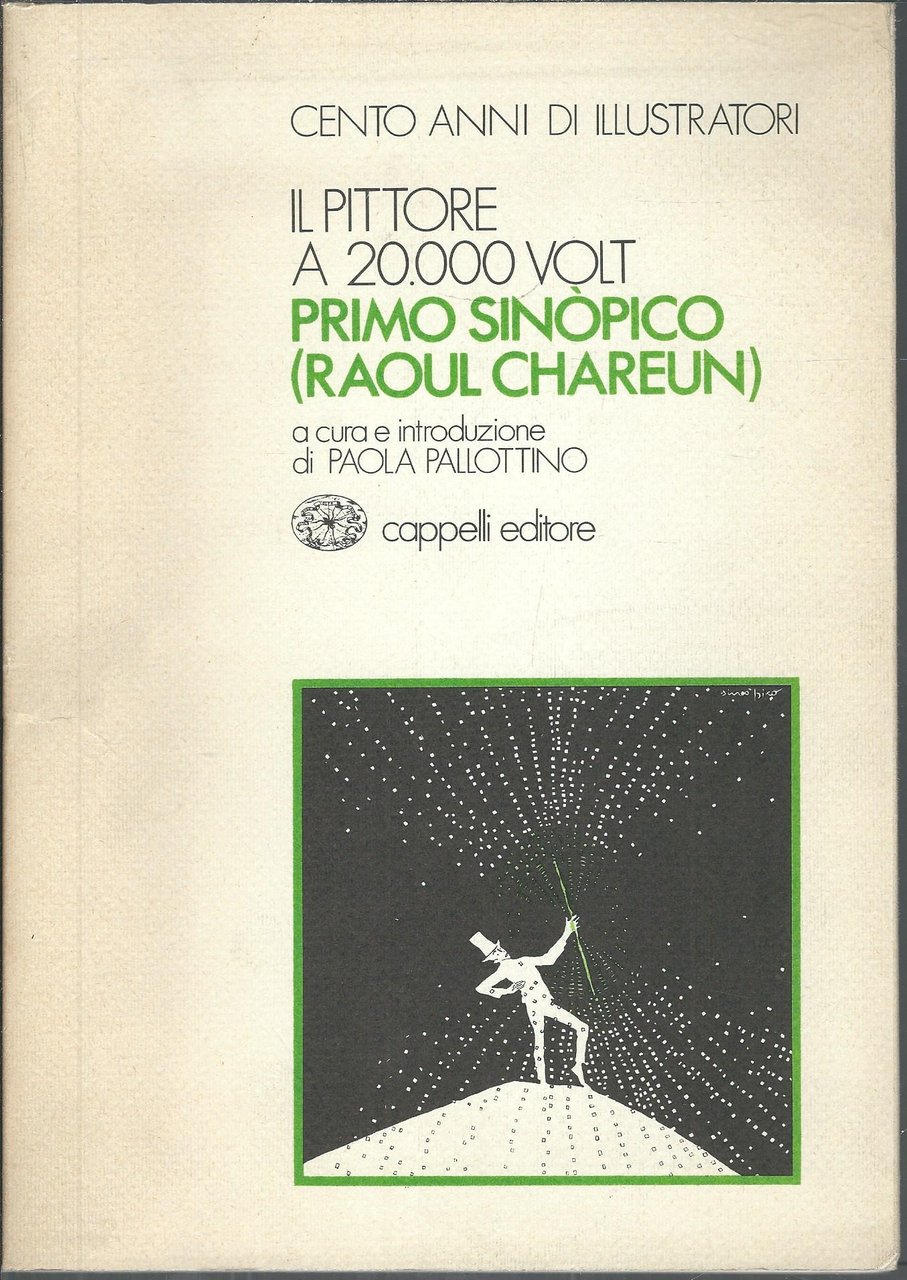 CENTO ANNI DI ILLUSTRATORI
IL PITTORE
A 20.000 VOLT
PRIMO SINÒPICO
(RAOUL CHAREUN)
a cura e introduzione
di PAOLA PALLOTTINO
cappelli editore
sinòpico